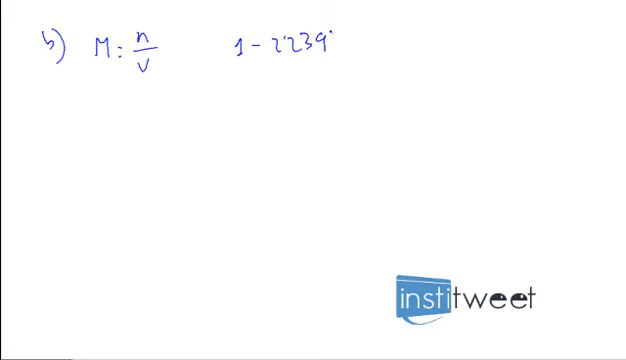 b) M = n/V 1 - 2'239'
institweet